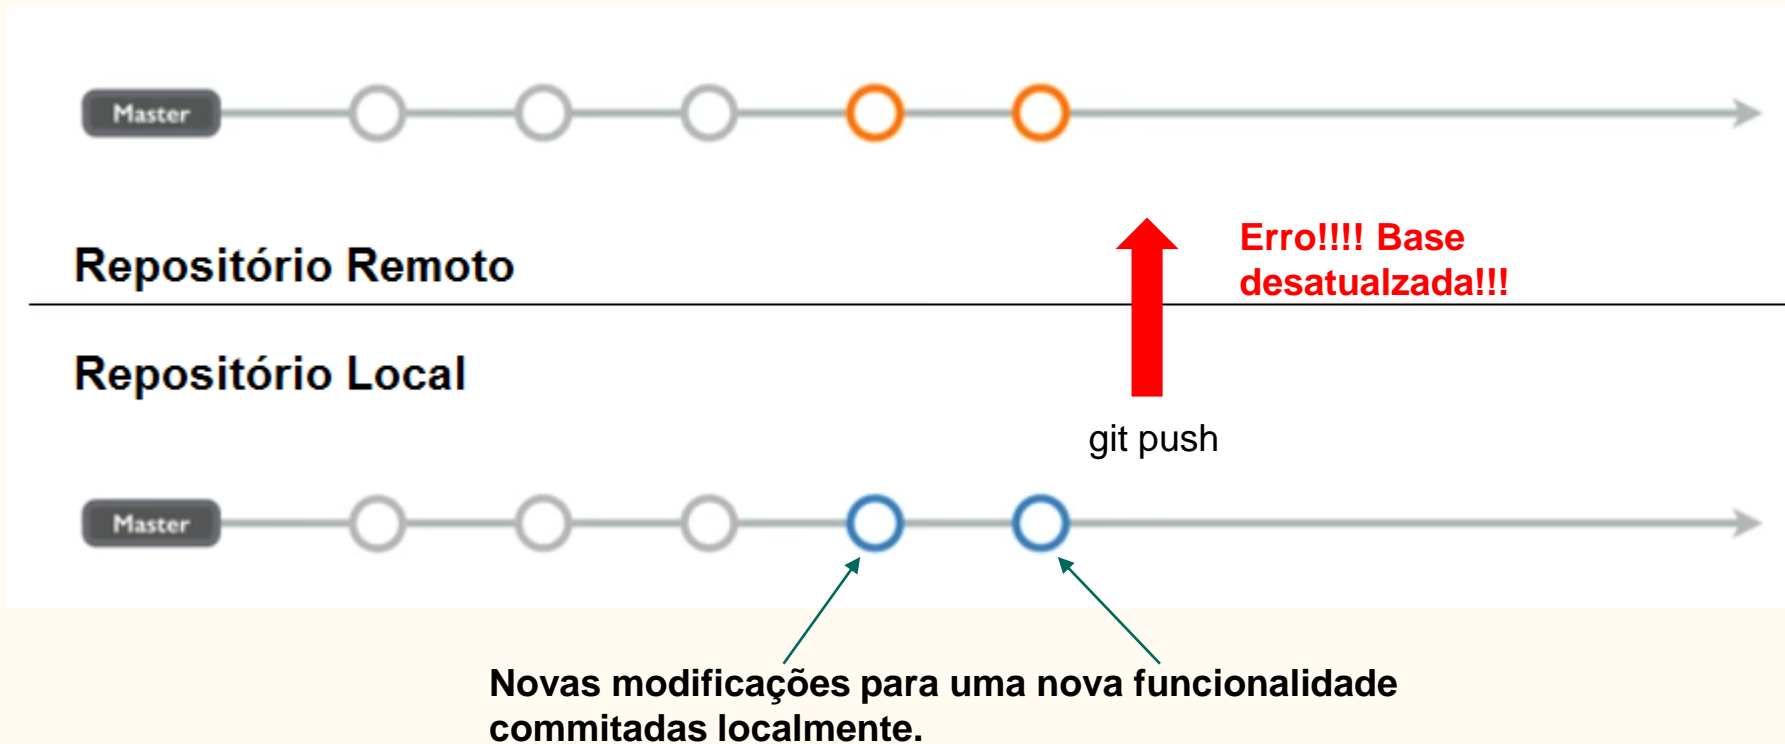 Master
Repositório Remoto
Erro!!!! Base
desatualzada!!!
Repositório Local
git push
Master
Novas modificações para uma nova funcionalidade
commitadas localmente.